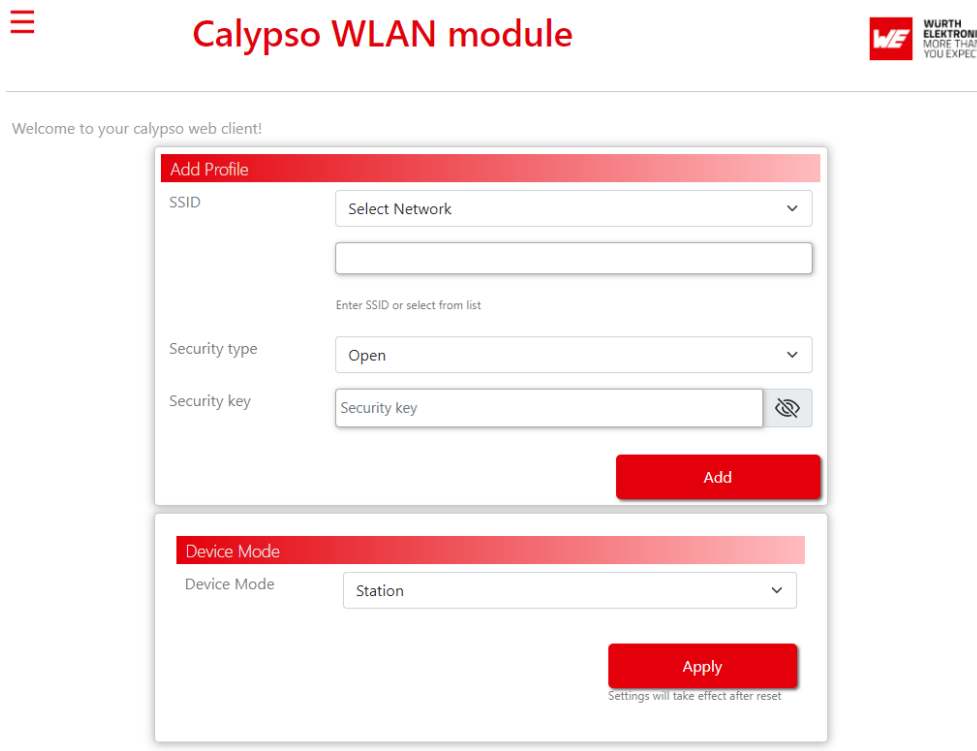 Calypso WLAN module
WURTH
ELEKTRONI
MORE THAN
YOU EXPEC
Welcome to your calypso web client!
Add Profile
SSID
Select Network
Enter SSID or select from list
Security type
Open
Security key
Security key
Add
Device Mode
Device Mode
Station
Apply
Settings will take effect after reset